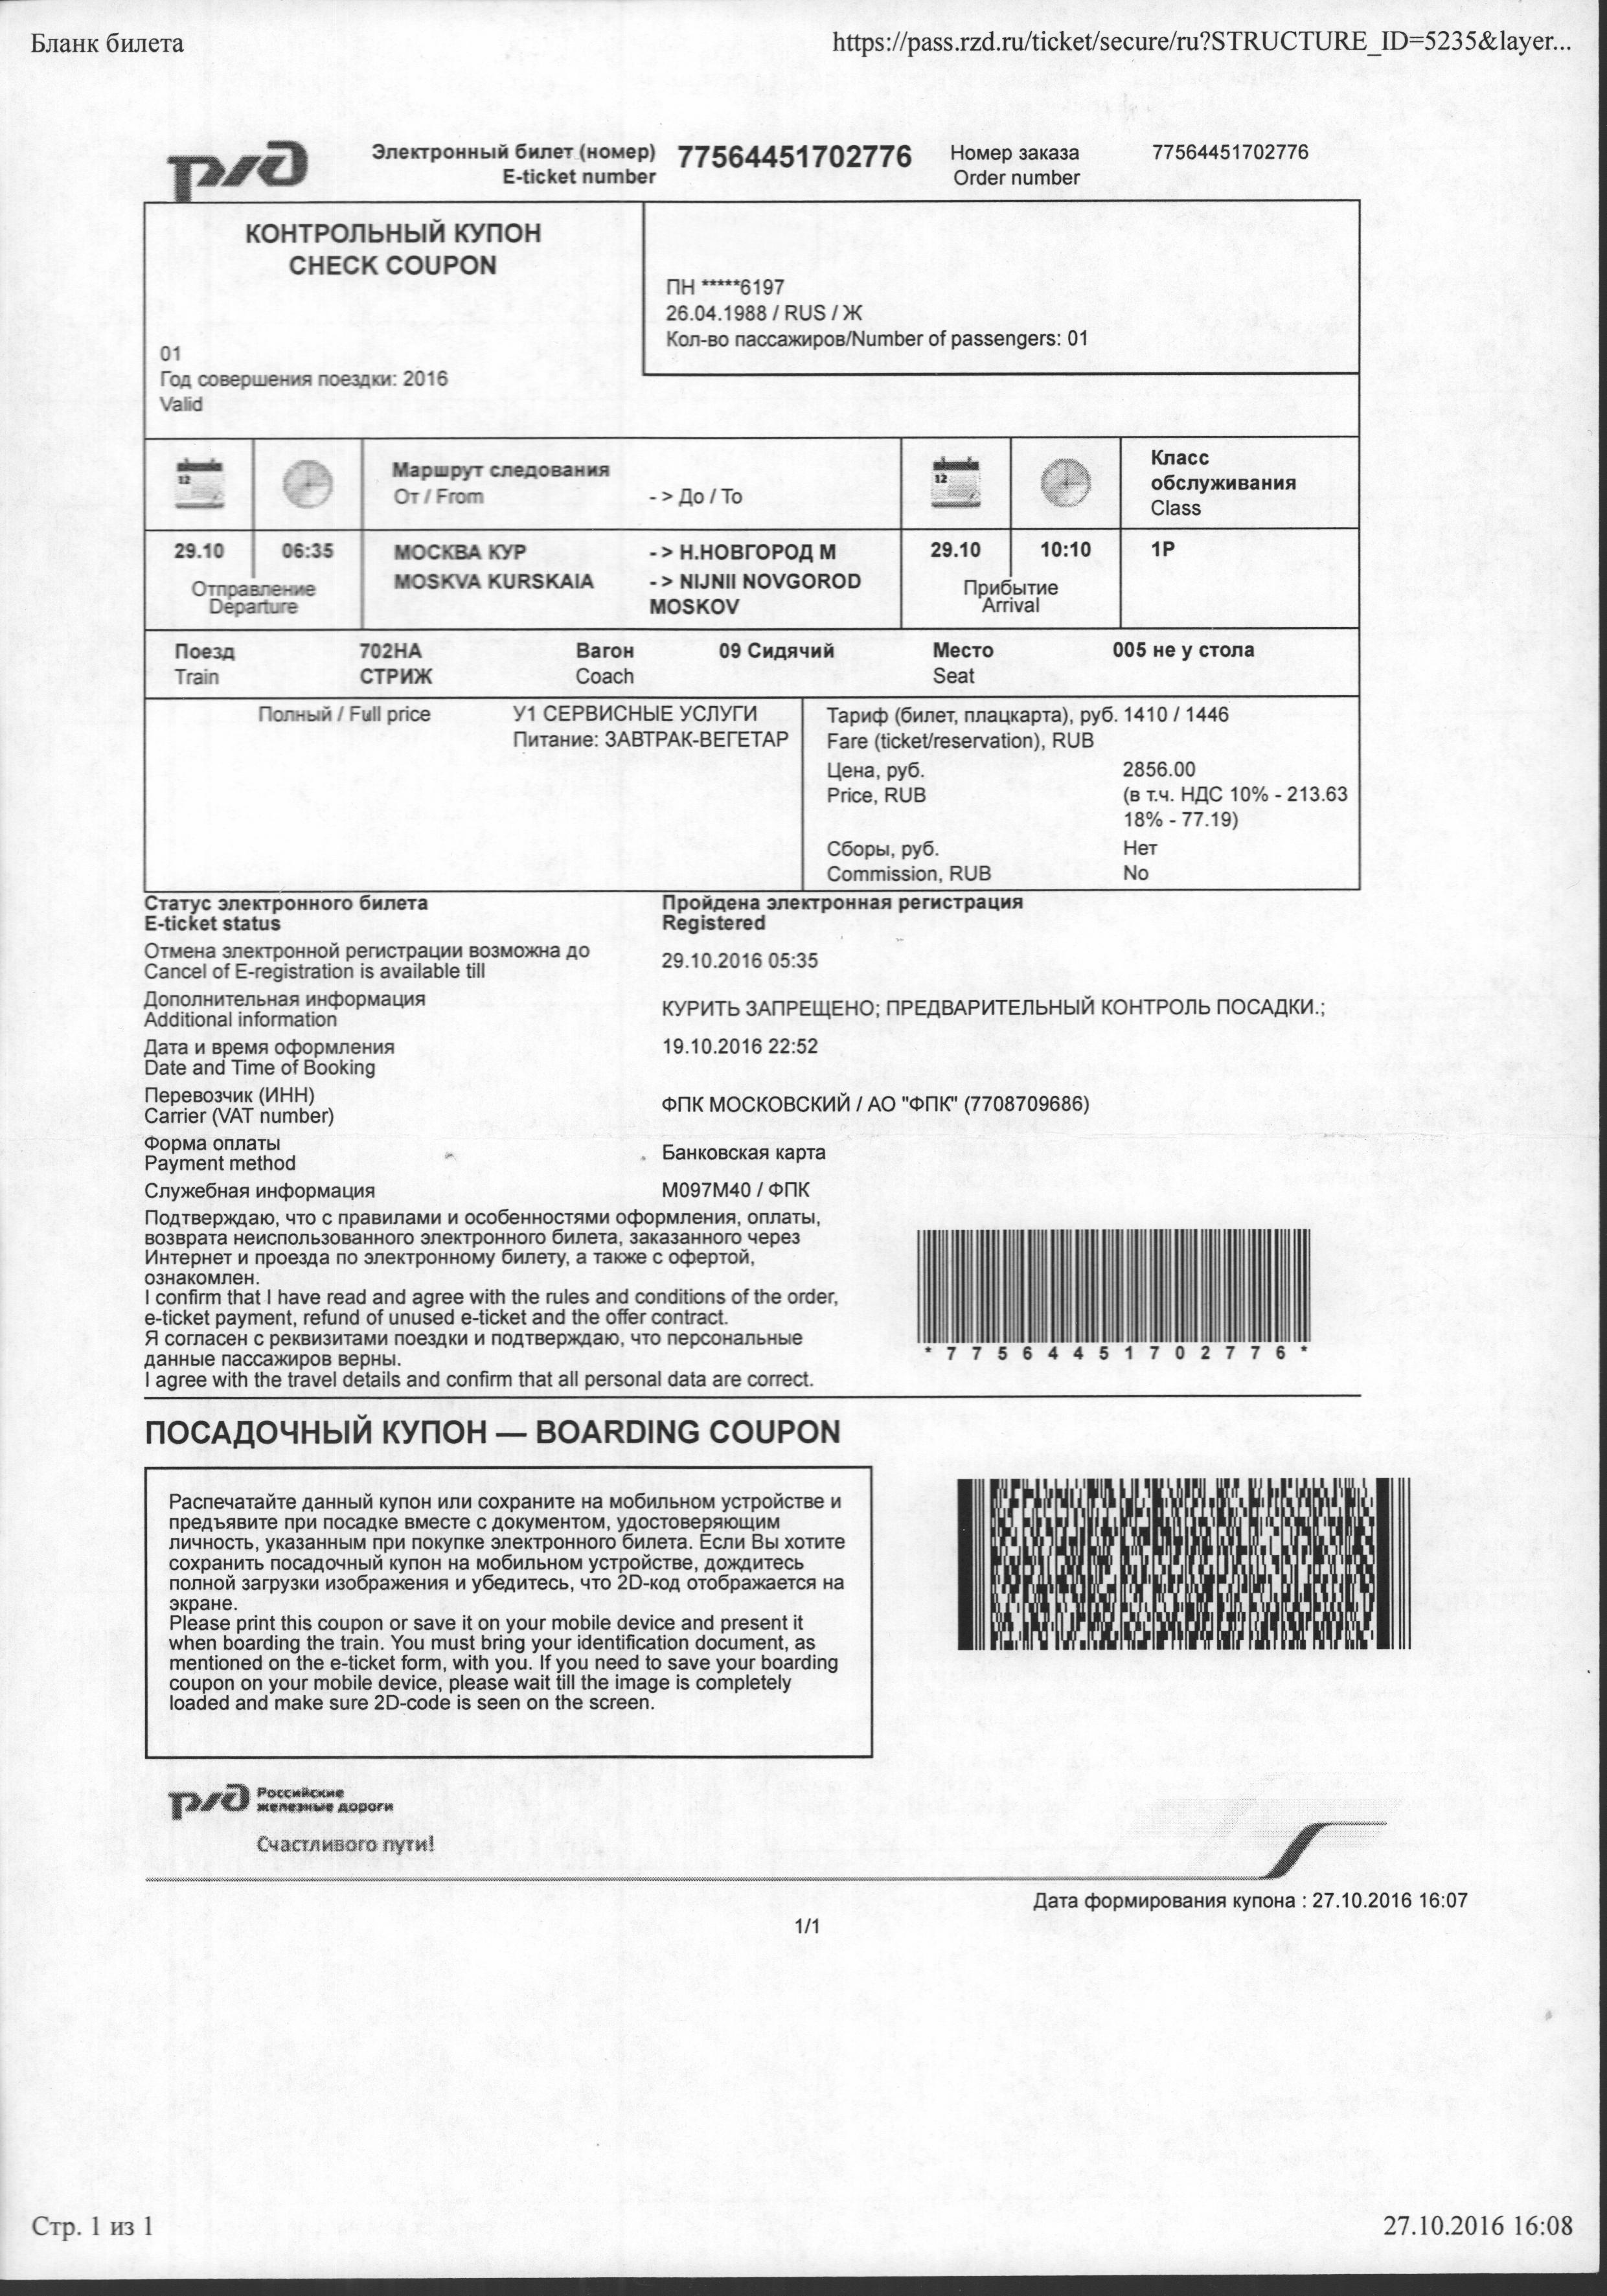 Бланк билета
https://pass.rzd.ru/ticket/secure/ru?STRUCTURE_ID=5235&layer...
ржд
Электронный билет (номер) 77564451702776 Номер заказа 77564451702776
E-ticket number Order number
КОНТРОЛЬНЫЙ КУПОН
CHECK COUPON
ПН *****6197
26.04.1988 / RUS / Ж
Кол-во пассажиров/Number of passengers: 01
01
Год совершения поездки: 2016
Valid
12
Маршрут следования
От / From - > До / To
12
Класс
обслуживания
Class
29.10 06:35 МОСКВА КУР - > Н.НОВГОРОД М 29.10 10:10 1Р
MOSKVA KURSKAIA - > NIJNII NOVGOROD
MOSKOV
Отправление
Departure
Прибытие
Arrival
Поезд 702НА Вагон 09 Сидячий Место 005 не у стола
Train СТРИЖ Coach Seat
Полный / Full price У1 СЕРВИСНЫЕ УСЛУГИ
Питание: ЗАВТРАК-ВЕГЕТАР
Тариф (билет, плацкарта), руб. 1410 / 1446
Fare (ticket/reservation), RUB
Цена, руб. 2856.00
Price, RUB (в т.ч. НДС 10% - 213.63
18% - 77.19)
Сборы, руб. Нет
Commission, RUB No
Статус электронного билета Пройдена электронная регистрация
E-ticket status Registered
Отмена электронной регистрации возможна до
Cancel of E-registration is available till 29.10.2016 05:35
Дополнительная информация
Additional information КУРИТЬ ЗАПРЕЩЕНО; ПРЕДВАРИТЕЛЬНЫЙ КОНТРОЛЬ ПОСАДКИ.;
Дата и время оформления 19.10.2016 22:52
Date and Time of Booking
Перевозчик (ИНН)
Carrier (VAT number) ФПК МОСКОВСКИЙ / АО "ФПК" (7708709686)
Форма оплаты
Payment method Банковская карта
Служебная информация М097М40 / ФПК
Подтверждаю, что с правилами и особенностями оформления, оплаты,
возврата неиспользованного электронного билета, заказанного через
Интернет и проезда по электронному билету, а также с офертой,
ознакомлен.
I confirm that I have read and agree with the rules and conditions of the order,
e-ticket payment, refund of unused e-ticket and the offer contract.
Я согласен с реквизитами поездки и подтверждаю, что персональные
данные пассажиров верны.
I agree with the travel details and confirm that all personal data are correct.
* 7 7 5 6 4 4 5 1 7 0 2 7 7 6 *
ПОСАДОЧНЫЙ КУПОН — BOARDING COUPON
Распечатайте данный купон или сохраните на мобильном устройстве и
предъявите при посадке вместе с документом, удостоверяющим
личность, указанным при покупке электронного билета. Если Вы хотите
сохранить посадочный купон на мобильном устройстве, дождитесь
полной загрузки изображения и убедитесь, что 2D-код отображается на
экране.
Please print this coupon or save it on your mobile device and present it
when boarding the train. You must bring your identification document, as
mentioned on the e-ticket form, with you. If you need to save your boarding
coupon on your mobile device, please wait till the image is completely
loaded and make sure 2D-code is seen on the screen.
ржд Российские
железные дороги
Счастливого пути!
Дата формирования купона : 27.10.2016 16:07
1/1
Стр. 1 из 1
27.10.2016 16:08